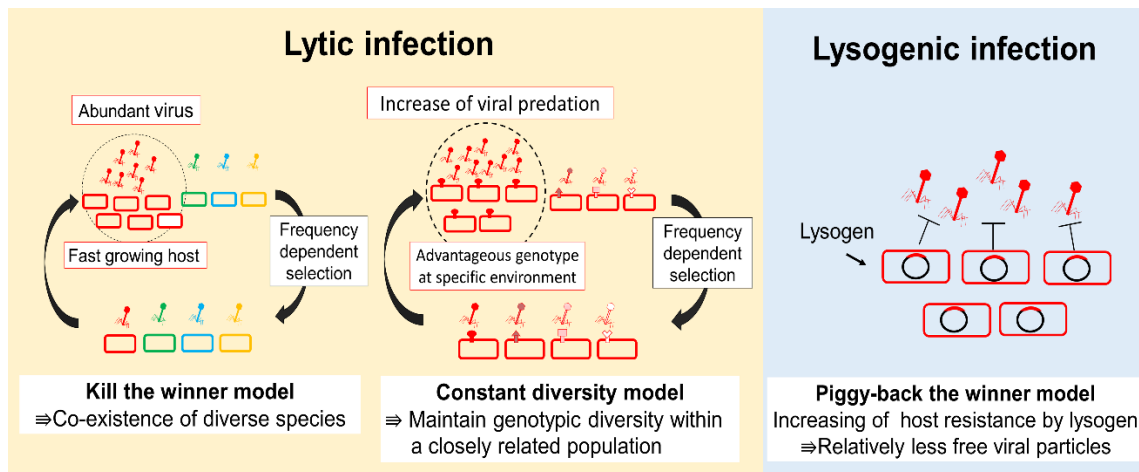 Lytic infection
Abundant virus
Fast growing host
Frequency
dependent
selection
Kill the winner model
⇛Co-existence of diverse species
Increase of viral predation
Advantageous genotype
at specific environment
Frequency
dependent
selection
Constant diversity model
⇛ Maintain genotypic diversity within
a closely related population
Lysogenic infection
Lysogen
Piggy-back the winner model
Increasing of host resistance by lysogen
⇛Relatively less free viral particles